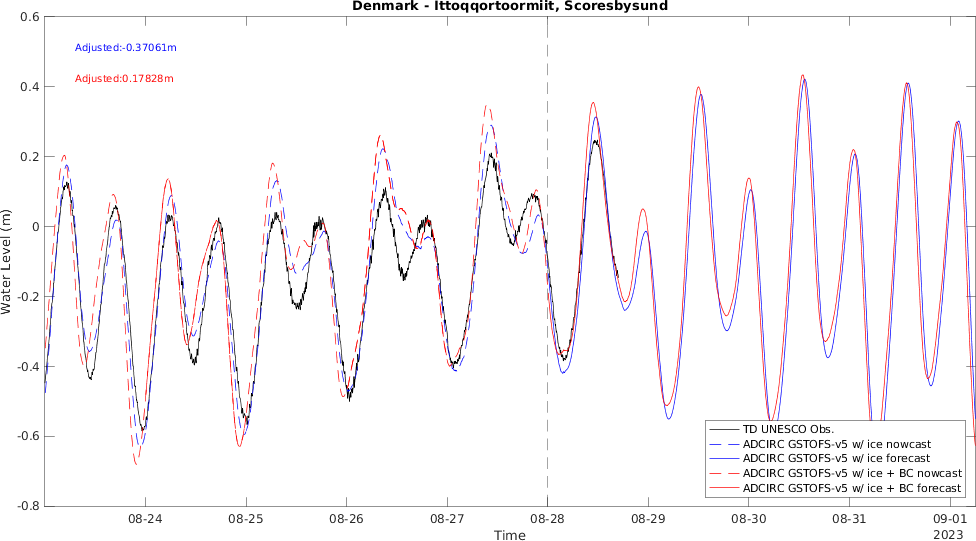 Denmark - Ittoqqortoormiit, Scoresbysund
0.6
Adjusted:-0.37061m
Adjusted:0.17828m
0.4
0.2
0
-0.2
-0.4
-0.6
-0.8
Water Level (m)
TD UNESCO Obs.
ADCIRC GSTOFS-v5 w/ ice nowcast
ADCIRC GSTOFS-v5 w/ ice forecast
ADCIRC GSTOFS-v5 w/ ice + BC nowcast
ADCIRC GSTOFS-v5 w/ ice + BC forecast
08-24 08-25 08-26 08-27 08-28 08-29 08-30 08-31 09-01
Time
2023